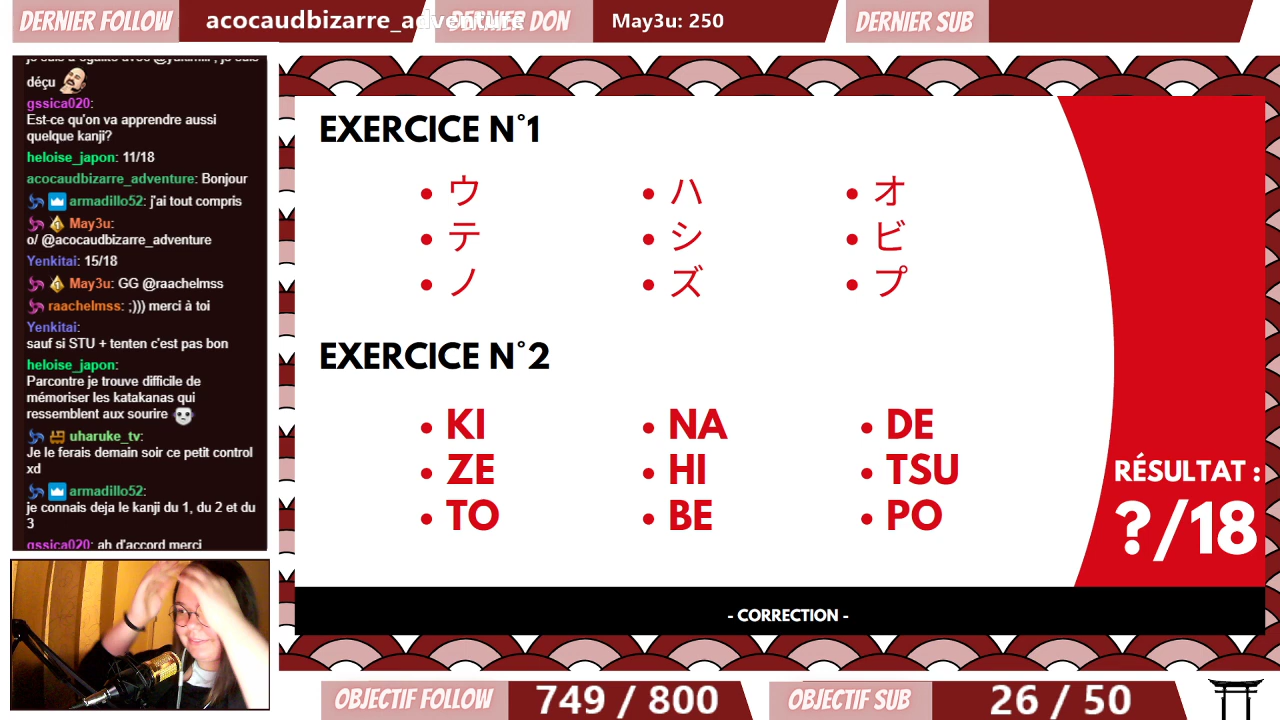 DERNIER FOLLOW
acocaudbizarre_adventure
DERNIER DON
May3u: 250
DERNIER SUB
déçu
gssica020:
Est-ce qu'on va apprendre aussi
quelque kanji?
heloise_japon: 11/18
acocaudbizarre_adventure: Bonjour
armadillo52: j'ai tout compris
May3u:
o/ @acocaudbizarre_adventure
Yenkitai: 15/18
May3u: GG @raachelmss
raachelmss: ;))) merci à toi
Yenkitai:
sauf si STU + tenten c'est pas bon
heloise_japon:
Parcontre je trouve difficile de
mémoriser les katakanas qui
ressemblent aux sourire
uharuke_tv:
Je le ferais demain soir ce petit control
xd
armadillo52:
je connais deja le kanji du 1, du 2 et du
3
gssica020: ah d'accord merci
EXERCICE N°1
• ウ • ハ • オ
• テ • シ • ビ
• ノ • ズ • プ
EXERCICE N°2
• KI • NA • DE
• ZE • HI • TSU
• TO • BE • PO
RÉSULTAT :
?/18
- CORRECTION -
OBJECTIF FOLLOW
749 / 800
OBJECTIF SUB
26 / 50